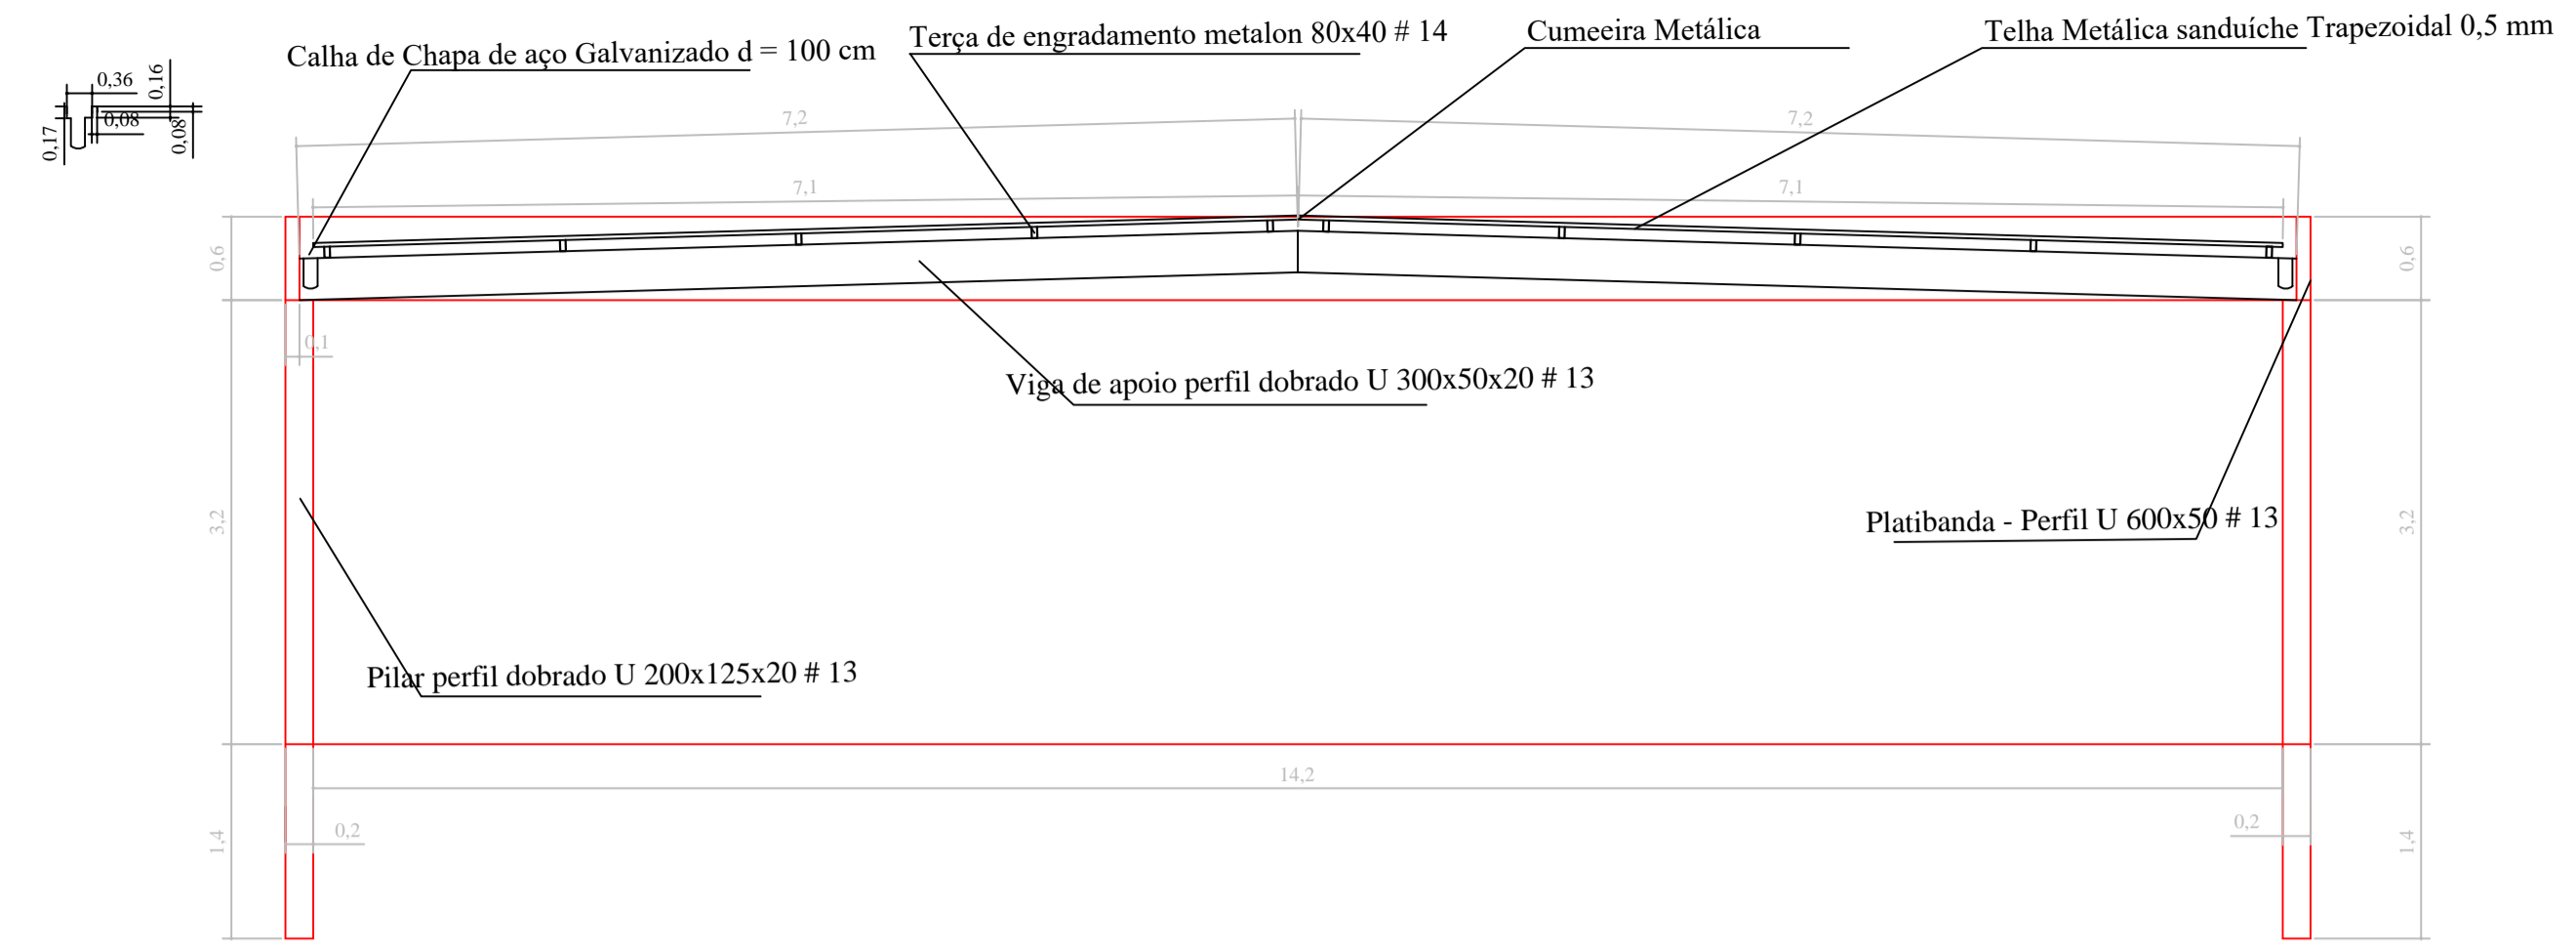 Calha de Chapa de aço Galvanizado d = 100 cm
Terça de engradamento metalon 80x40 # 14
Cumeeira Metálica
Telha Metálica sanduíche Trapezoidal 0,5 mm
0,36
0,16
0,08
0,17
0,08
7,2
7,2
7,1
7,1
0,6
0,6
0,1
Viga de apoio perfil dobrado U 300x50x20 # 13
3,2
Platibanda - Perfil U 600x50 # 13
3,2
Pilar perfil dobrado U 200x125x20 # 13
14,2
0,2
0,2
1,4
1,4